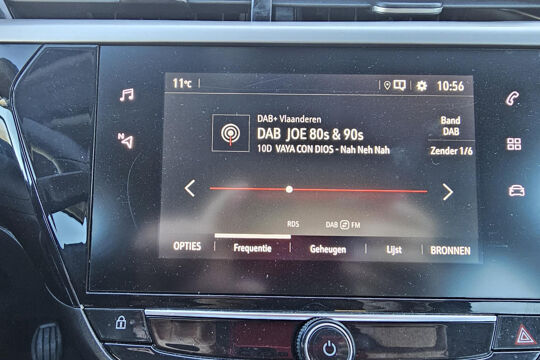 11°C
10:56
N
DAB+ Vlaanderen
DAB JOE 80s & 90s
10D VAYA CON DIOS - Nah Neh Nah
Band
DAB
Zender 1/6
RDS DAB FM
OPTIES Frequentie Geheugen Lijst BRONNEN